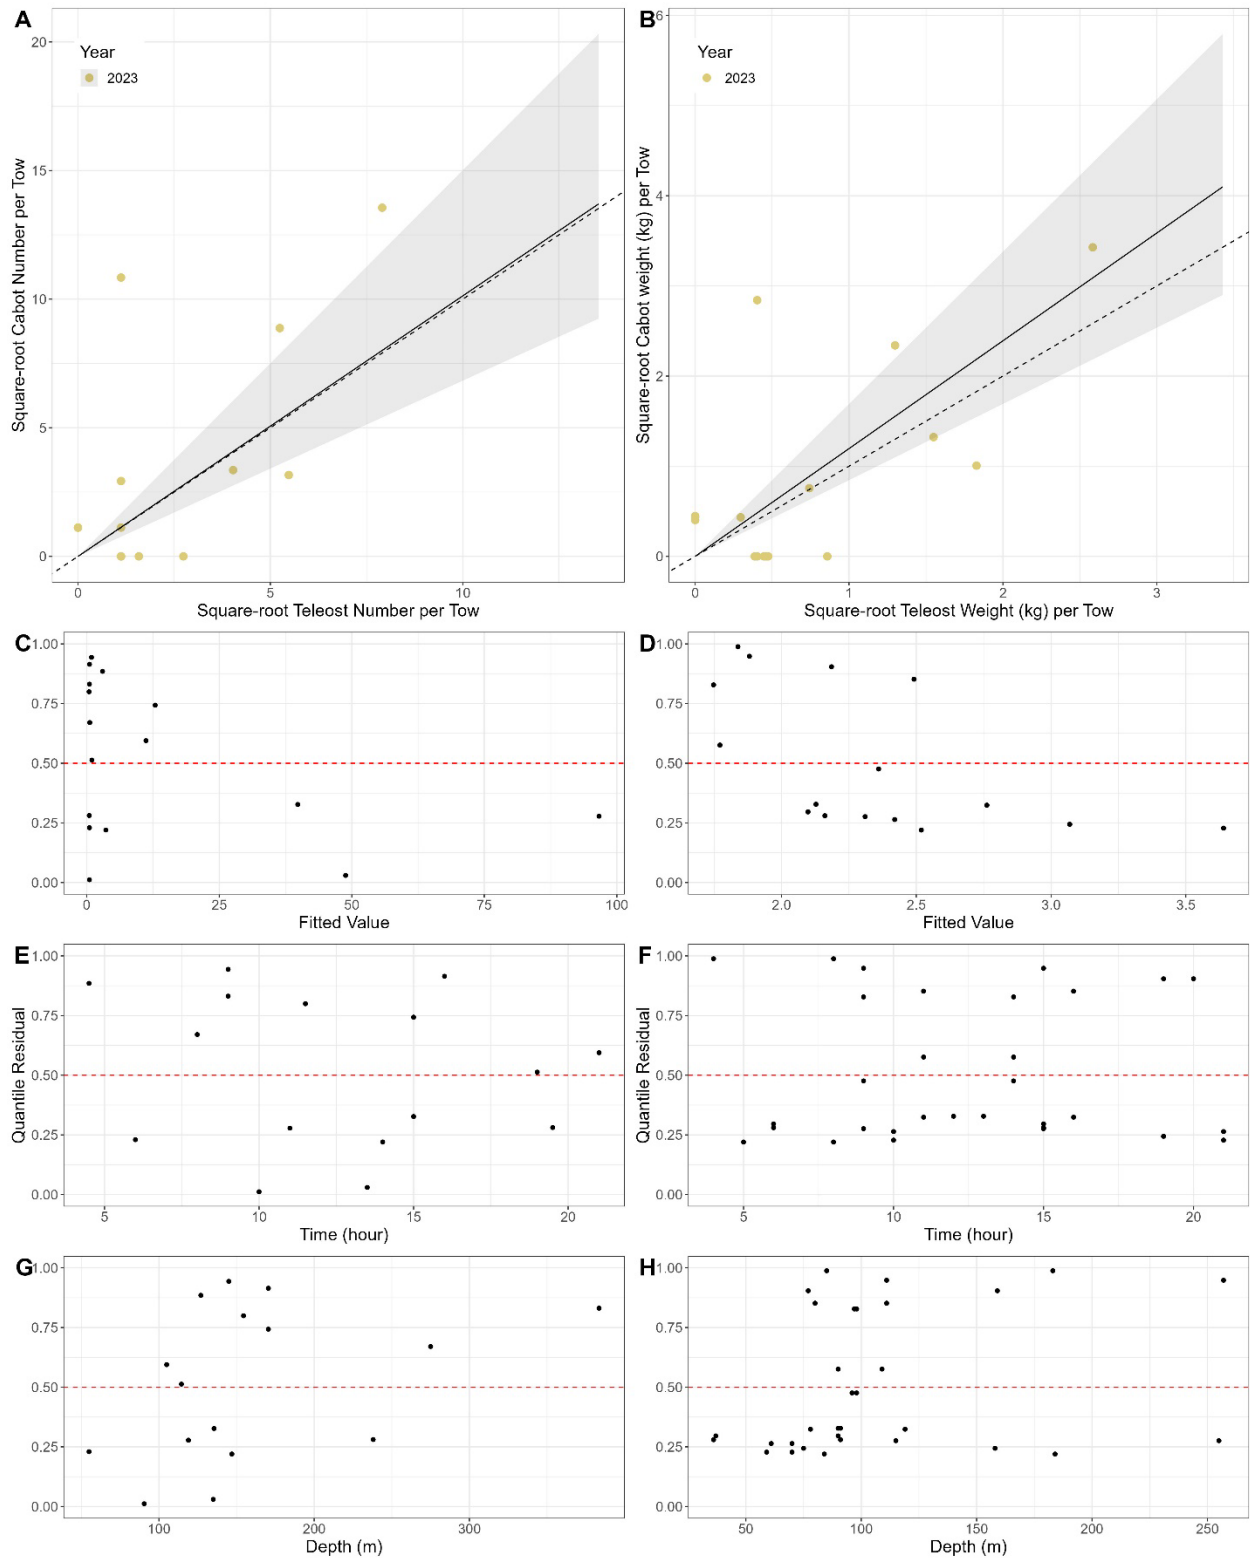 A
Year
2023
20
15
10
5
0
Square-root Cabot Number per Tow
0 5 10
Square-root Teleost Number per Tow
B
Year
2023
6
4
2
0
Square-root Cabot weight (kg) per Tow
0 1 2 3
Square-root Teleost Weight (kg) per Tow
C
1.00
0.75
0.50
0.25
0.00
0 25 50 75 100
Fitted Value
D
1.00
0.75
0.50
0.25
0.00
2.0 2.5 3.0 3.5
Fitted Value
E
1.00
0.75
0.50
0.25
0.00
Quantile Residual
5 10 15 20
Time (hour)
F
1.00
0.75
0.50
0.25
0.00
Quantile Residual
5 10 15 20
Time (hour)
G
1.00
0.75
0.50
0.25
0.00
100 200 300
Depth (m)
H
1.00
0.75
0.50
0.25
0.00
50 100 150 200 250
Depth (m)